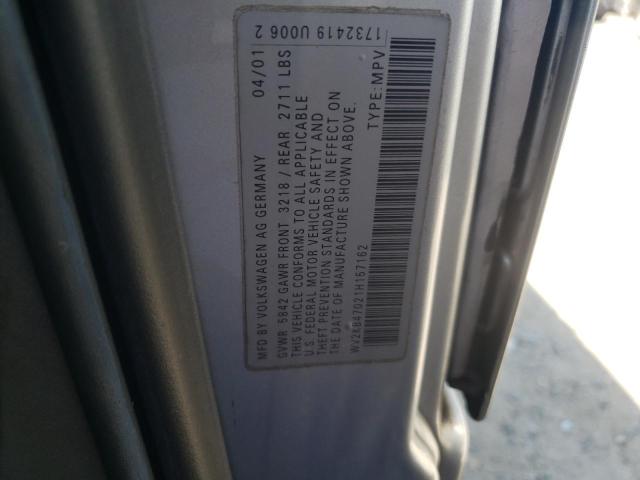 1732419 U006 2
MFD BY VOLKSWAGEN AG GERMANY 04/01
GVWR 5842 GAWR FRONT 3218 / REAR 2711 LBS
THIS VEHICLE CONFORMS TO ALL APPLICABLE
U.S. FEDERAL MOTOR VEHICLE SAFETY AND
THEFT PREVENTION STANDARDS IN EFFECT ON
THE DATE OF MANUFACTURE SHOWN ABOVE.
WV2KB47021H157162 TYPE: MPV